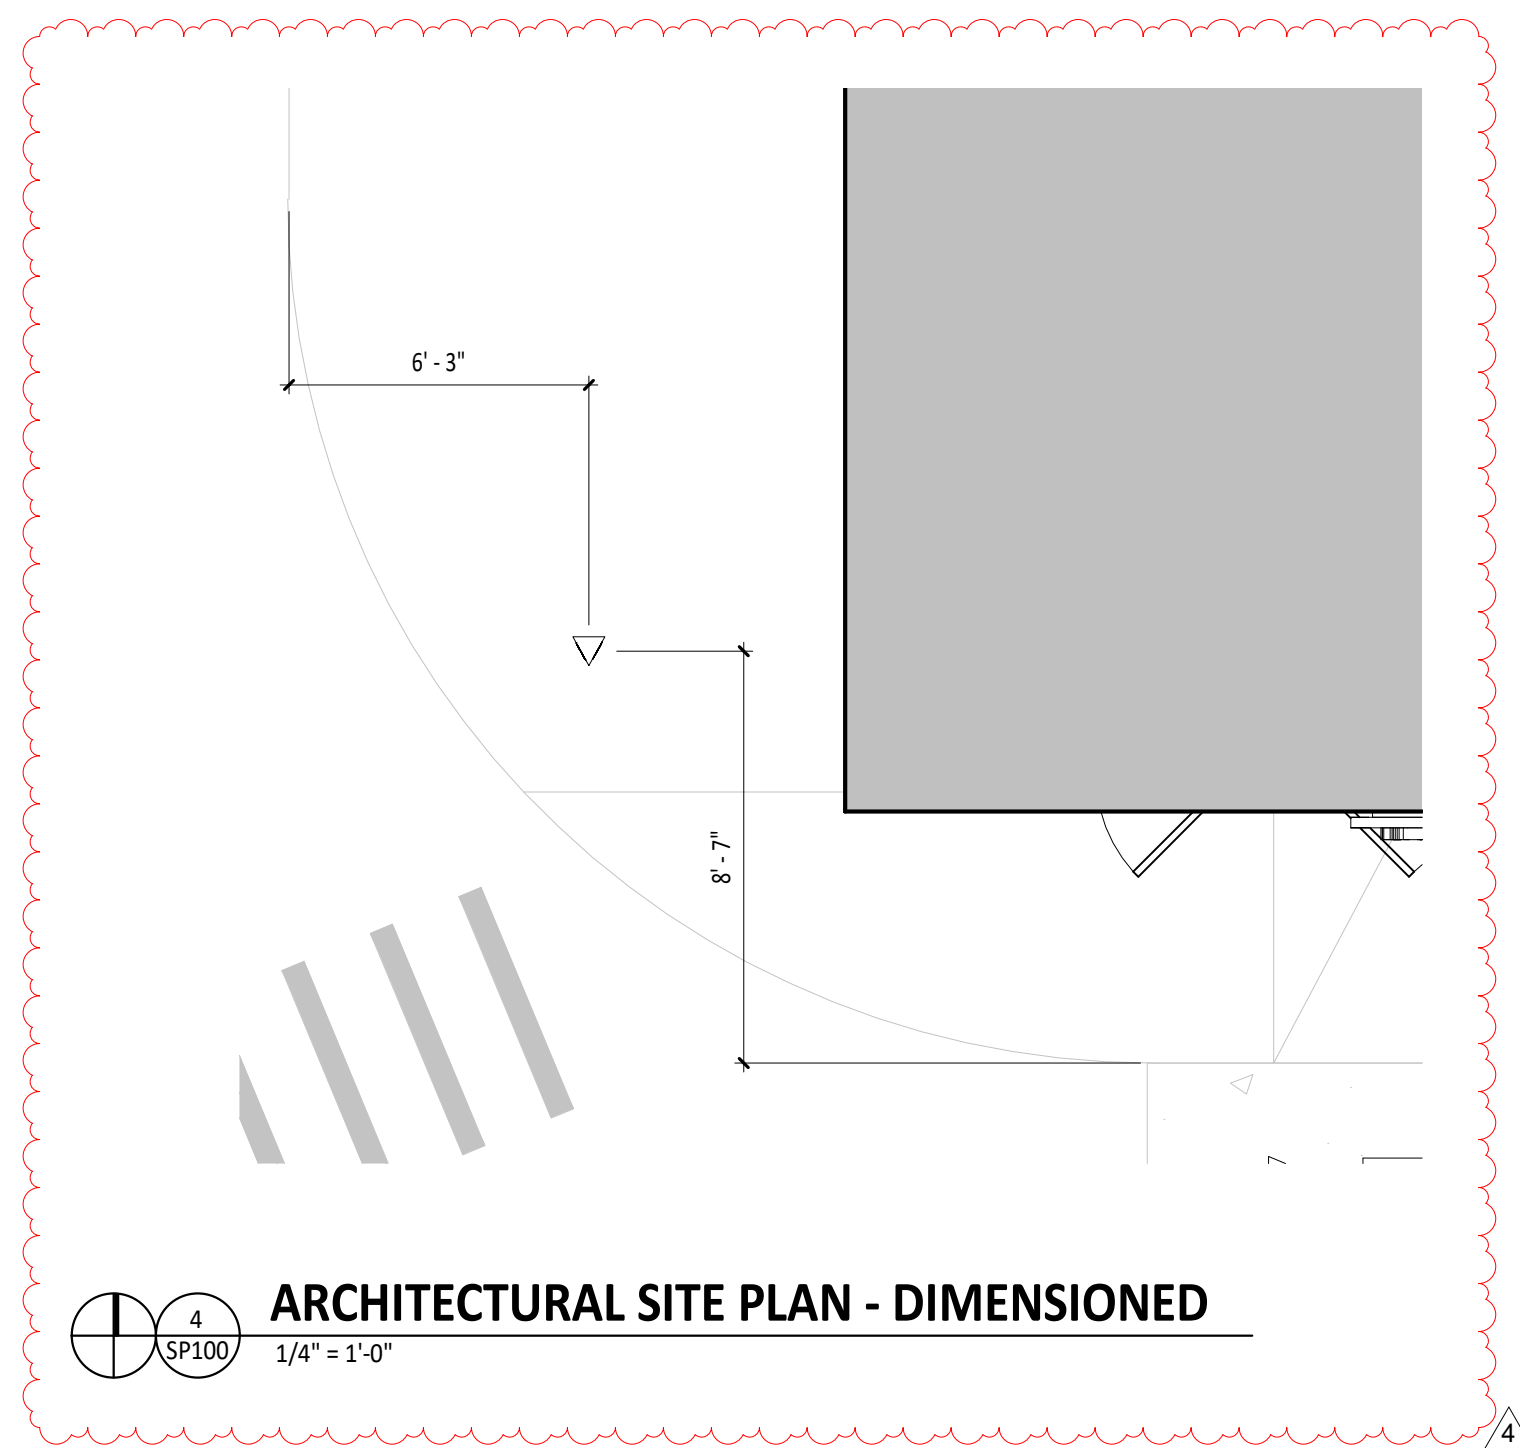 6' - 3"
8' - 7"
ARCHITECTURAL SITE PLAN - DIMENSIONED
4
SP100
1/4" = 1'-0"
4